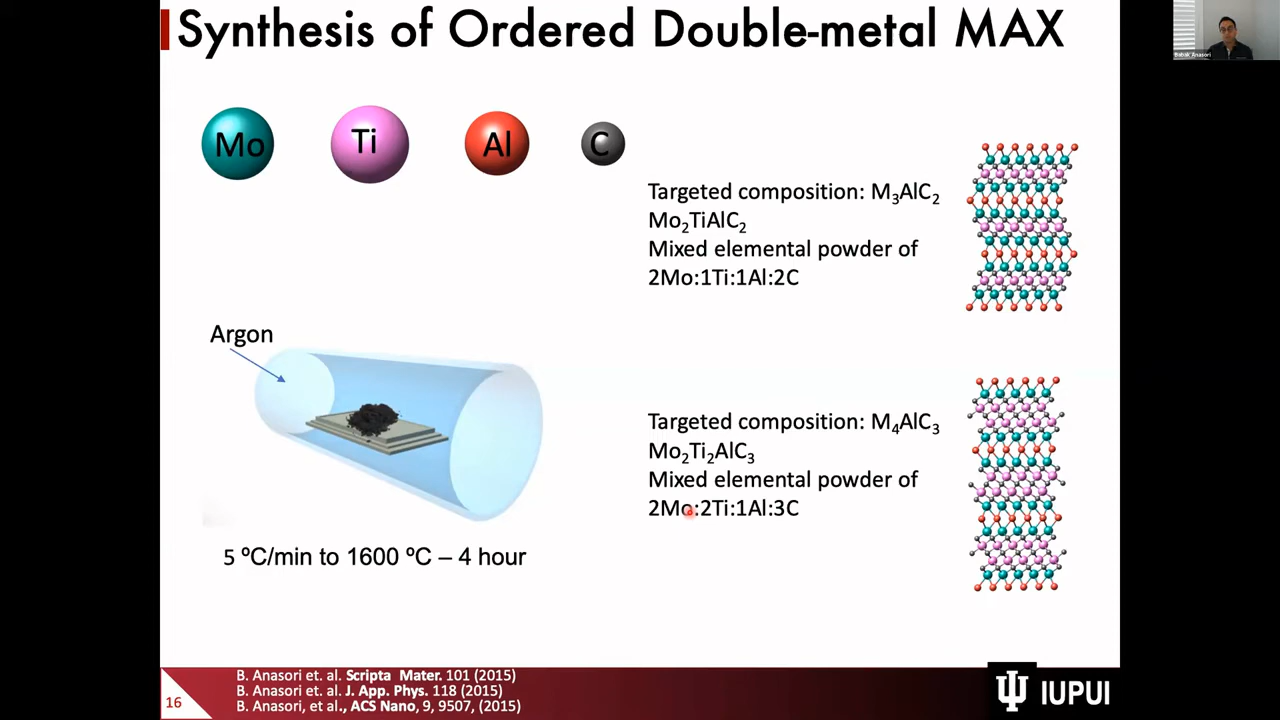 Synthesis of Ordered Double-metal MAX
Babak Anasori
Mo Ti Al C
Targeted composition: M₃AlC₂
Mo₂TiAlC₂
Mixed elemental powder of
2Mo:1Ti:1Al:2C
Argon
Targeted composition: M₄AlC₃
Mo₂Ti₂AlC₃
Mixed elemental powder of
2Mo:2Ti:1Al:3C
5 ºC/min to 1600 ºC – 4 hour
16
B. Anasori et. al. Scripta Mater. 101 (2015)
B. Anasori et. al. J. App. Phys. 118 (2015)
B. Anasori, et al., ACS Nano, 9, 9507, (2015)
IUPUI